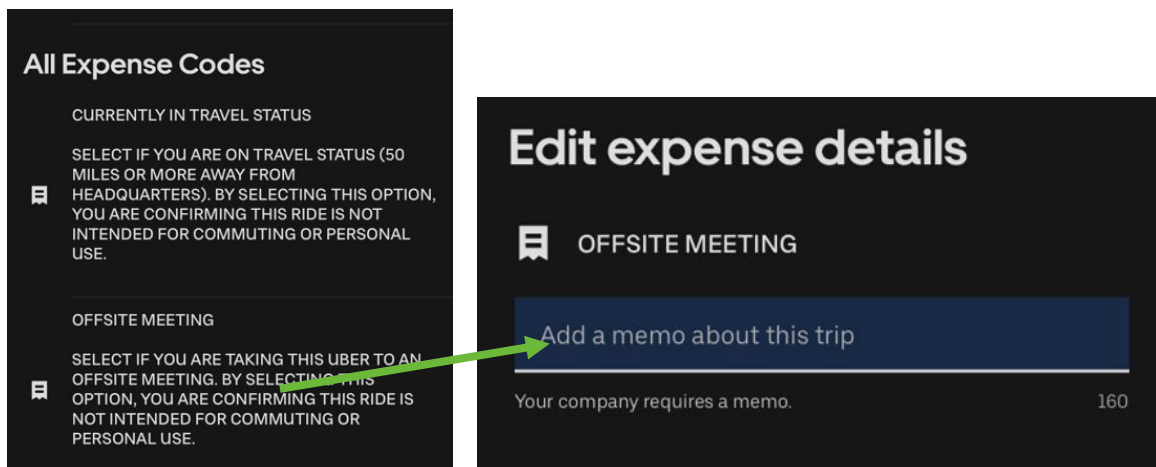 All Expense Codes
CURRENTLY IN TRAVEL STATUS
SELECT IF YOU ARE ON TRAVEL STATUS (50
MILES OR MORE AWAY FROM
HEADQUARTERS). BY SELECTING THIS OPTION,
YOU ARE CONFIRMING THIS RIDE IS NOT
INTENDED FOR COMMUTING OR PERSONAL
USE.
OFFSITE MEETING
SELECT IF YOU ARE TAKING THIS UBER TO AN
OFFSITE MEETING. BY SELECTING THIS
OPTION, YOU ARE CONFIRMING THIS RIDE IS
NOT INTENDED FOR COMMUTING OR
PERSONAL USE.
Edit expense details
OFFSITE MEETING
Add a memo about this trip
Your company requires a memo.
160